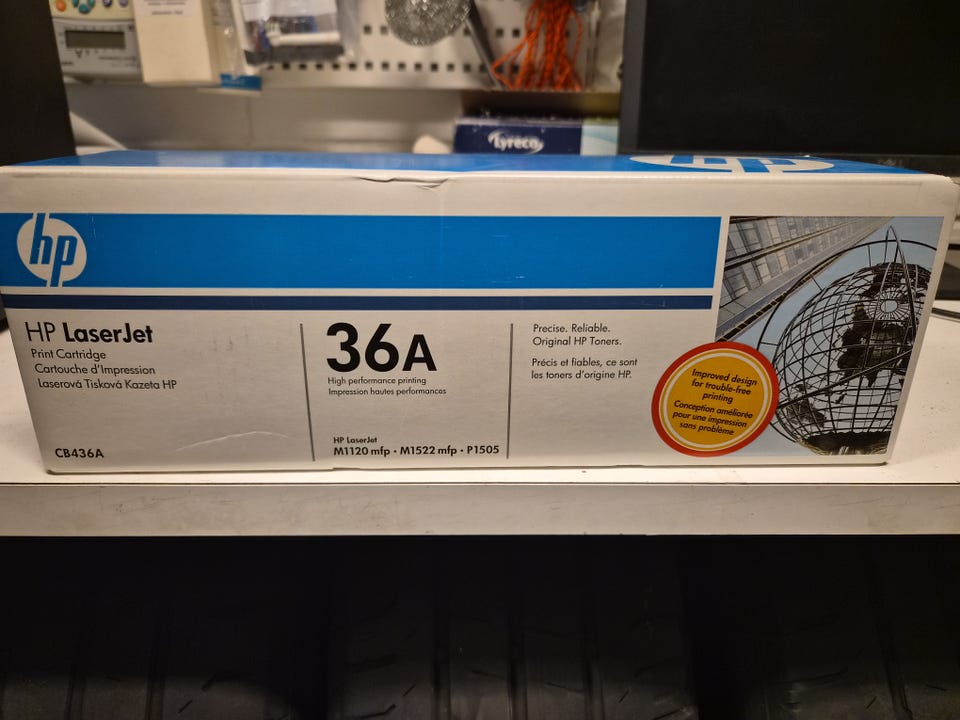 Lyreco
hp
hp
HP LaserJet
Print Cartridge
Cartouche d'Impression
Laserová Tisková Kazeta HP
CB436A
36A
High performance printing
Impression hautes performances
HP LaserJet
M1120 mfp • M1522 mfp • P1505
Precise. Reliable.
Original HP Toners.
Précis et fiables, ce sont
les toners d'origine HP.
Improved design
for trouble-free
printing
Conception améliorée
pour une impression
sans problème